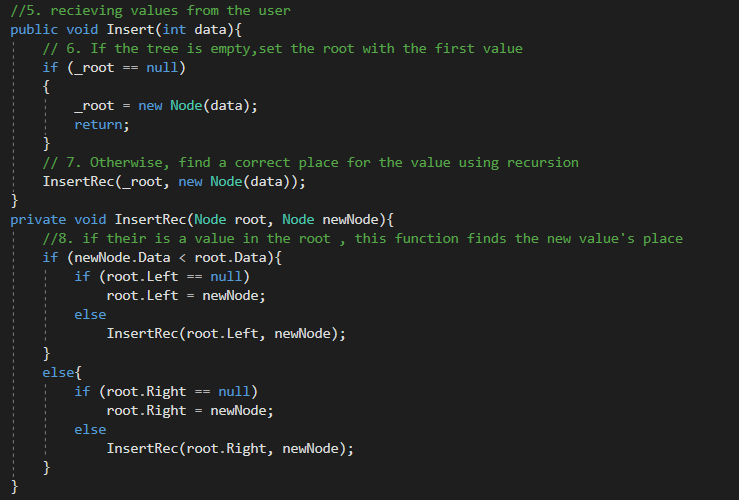 //5. recieving values from the user
public void Insert(int data){
// 6. If the tree is empty,set the root with the first value
if (_root == null)
{
_root = new Node(data);
return;
}
// 7. Otherwise, find a correct place for the value using recursion
InsertRec(_root, new Node(data));
}
private void InsertRec(Node root, Node newNode){
//8. if their is a value in the root , this function finds the new value's place
if (newNode.Data < root.Data){
if (root.Left == null)
root.Left = newNode;
else
InsertRec(root.Left, newNode);
}
else{
if (root.Right == null)
root.Right = newNode;
else
InsertRec(root.Right, newNode);
}
}